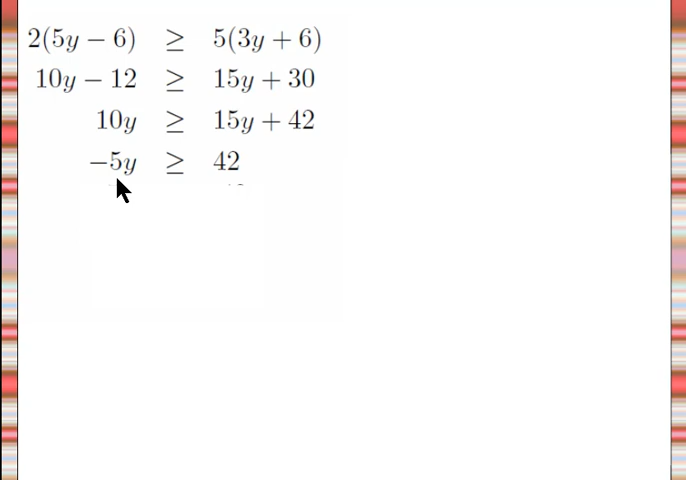 2(5y − 6) ≥ 5(3y + 6)
10y − 12 ≥ 15y + 30
10y ≥ 15y + 42
−5y ≥ 42